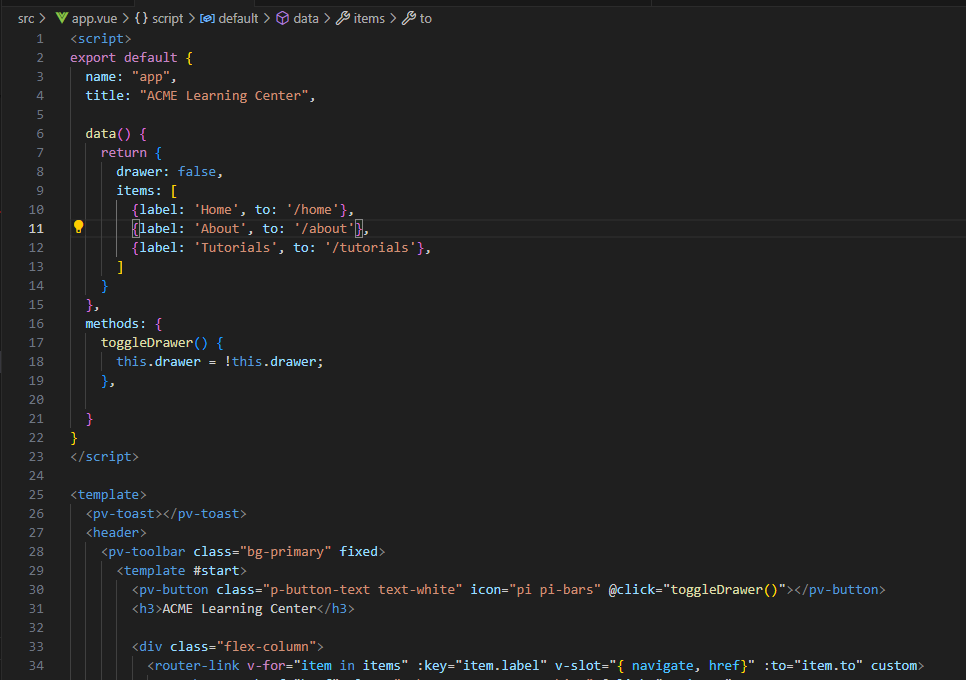 src > app.vue > {} script > default > data > items > to
1 <script>
2 export default {
3 name: "app",
4 title: "ACME Learning Center",
5
6 data() {
7 return {
8 drawer: false,
9 items: [
10 {label: 'Home', to: '/home'},
11 {label: 'About', to: '/about'},
12 {label: 'Tutorials', to: '/tutorials'},
13 ]
14 }
15 },
16 methods: {
17 toggleDrawer() {
18 this.drawer = !this.drawer;
19 },
20
21 }
22 }
23 </script>
24
25 <template>
26 <pv-toast></pv-toast>
27 <header>
28 <pv-toolbar class="bg-primary" fixed>
29 <template #start>
30 <pv-button class="p-button-text text-white" icon="pi pi-bars" @click="toggleDrawer()"></pv-button>
31 <h3>ACME Learning Center</h3>
32
33 <div class="flex-column">
34 <router-link v-for="item in items" :key="item.label" v-slot="{ navigate, href}" :to="item.to" custom>